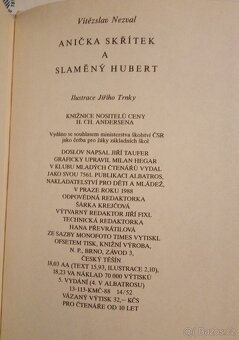 Vítězslav Nezval
ANIČKA SKŘÍTEK
A
SLAMĚNÝ HUBERT
Ilustrace Jiřího Trnky
KNIŽNICE NOSITELŮ CENY
H. CH. ANDERSENA
Vydáno se souhlasem ministerstva školství ČSR
jako četba pro žáky základních škol
DOSLOV NAPSAL JIŘÍ TAUFER
GRAFICKY UPRAVIL MILAN HEGAR
V KLUBU MLADÝCH ČTENÁŘŮ VYDAL
JAKO SVOU 7561. PUBLIKACI ALBATROS,
NAKLADATELSTVÍ PRO DĚTI A MLÁDEŽ,
V PRAZE ROKU 1988
ODPOVĚDNÁ REDAKTORKA
ŠÁRKA KREJČOVÁ
VÝTVARNÝ REDAKTOR JIŘÍ FIXL
TECHNICKÁ REDAKTORKA
HANA PŘEVRÁTILOVÁ
ZE SAZBY MONOFOTO TIMES VYTISKL
OFSETEM TISK, KNIŽNÍ VÝROBA,
N. P., BRNO, ZÁVOD 3,
ČESKÝ TĚŠÍN
18,03 AA (TEXT 15,93, ILUSTRACE 2,10),
18,23 VA NÁKLAD 70 000 VÝTISKŮ
5. VYDÁNÍ (4. V ALBATROSU)
13-115-KMČ-88 14/52
VÁZANÝ VÝTISK 32,- KČS
PRO ČTENÁŘE OD 10 LET